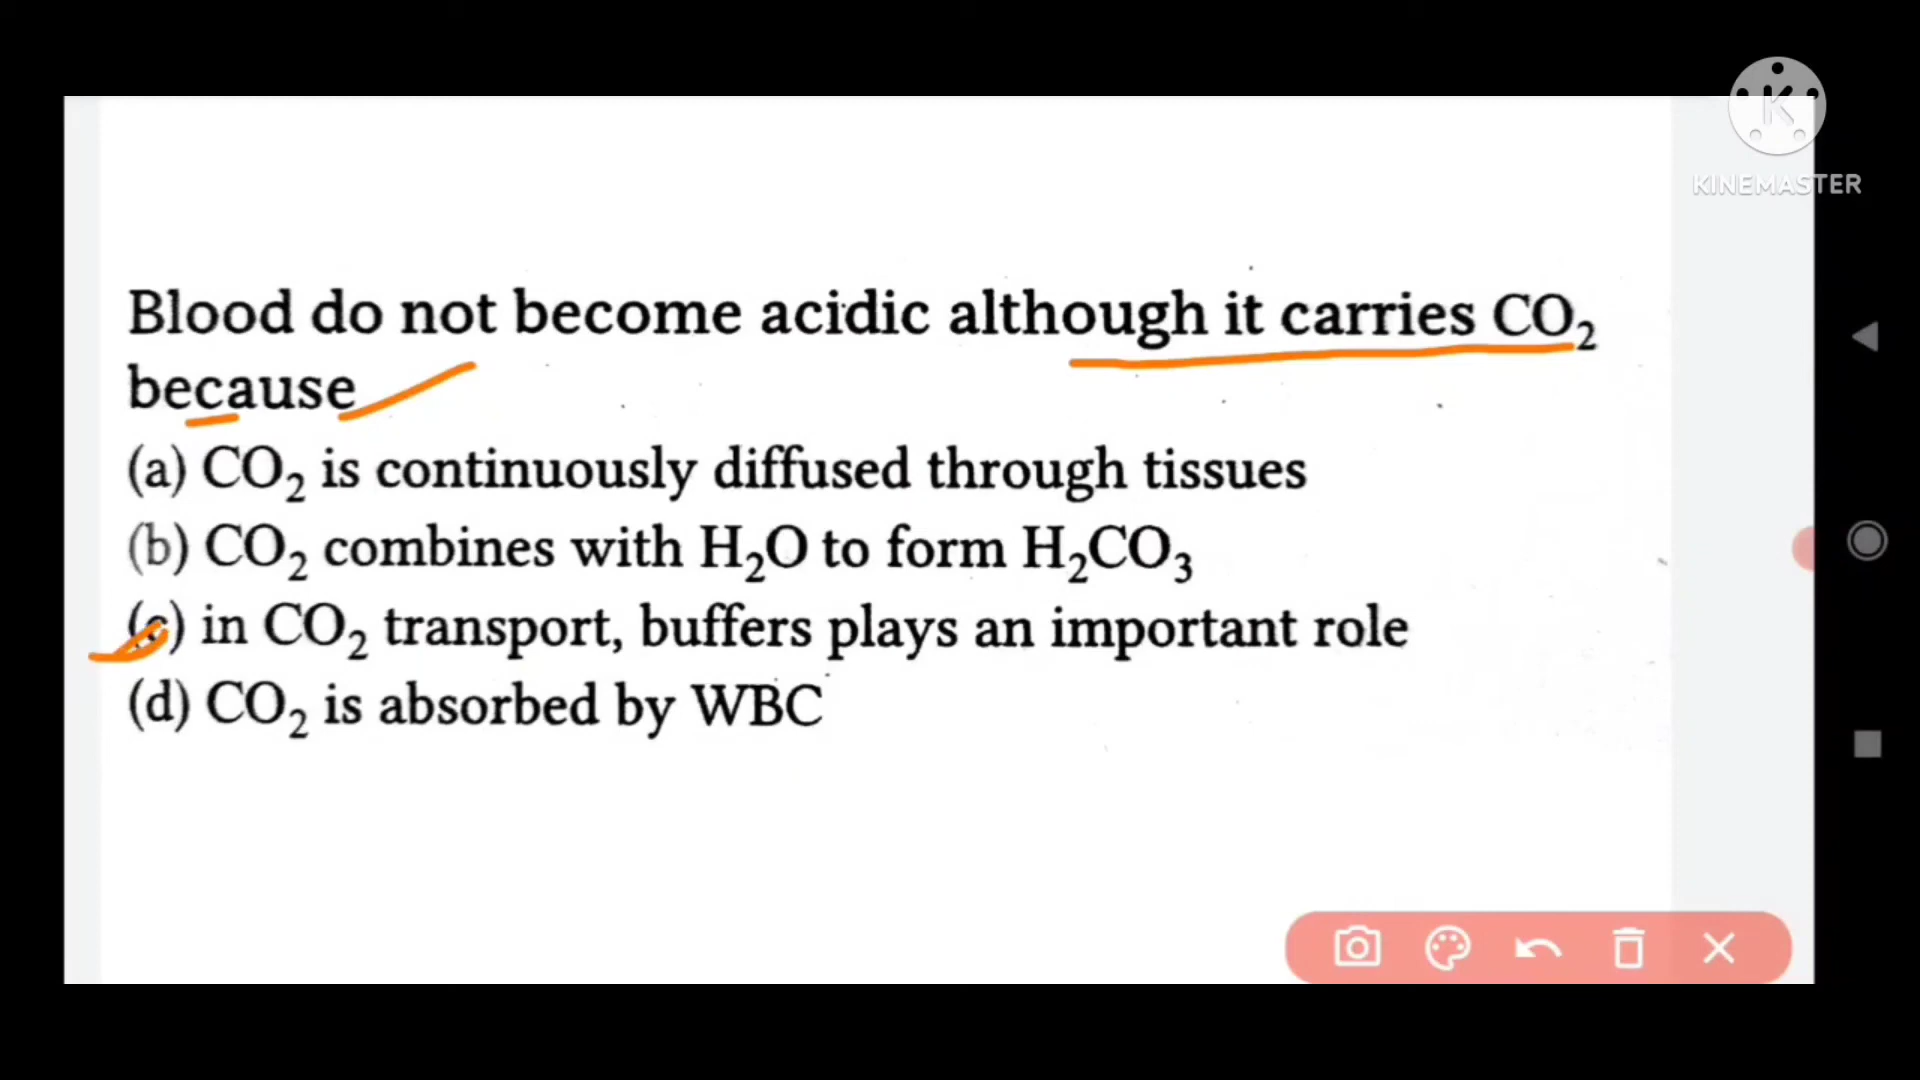 K
KINEMASTER
Blood do not become acidic although it carries CO₂
because
(a) CO₂ is continuously diffused through tissues
(b) CO₂ combines with H₂O to form H₂CO₃
(c) in CO₂ transport, buffers plays an important role
(d) CO₂ is absorbed by WBC